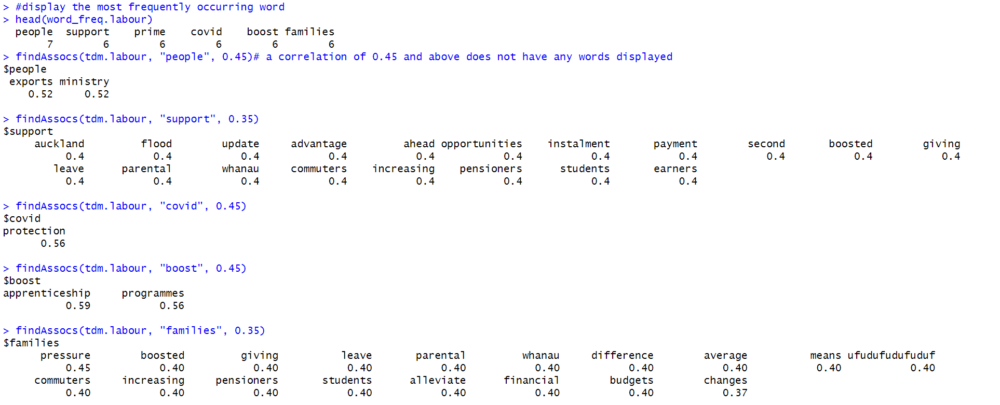 > #display the most frequently occurring word
> head(word_freq.labour)
people support prime covid boost families
7 6 6 6 6 6
> findAssocs(tdm.labour, "people", 0.45)# a correlation of 0.45 and above does not have any words displayed
$people
exports ministry
0.52 0.52
> findAssocs(tdm.labour, "support", 0.35)
$support
auckland flood update advantage ahead opportunities instalment payment second boosted giving
0.4 0.4 0.4 0.4 0.4 0.4 0.4 0.4 0.4 0.4 0.4
leave parental whanau commuters increasing pensioners students earners
0.4 0.4 0.4 0.4 0.4 0.4 0.4 0.4
> findAssocs(tdm.labour, "covid", 0.45)
$covid
protection
0.56
> findAssocs(tdm.labour, "boost", 0.45)
$boost
apprenticeship programmes
0.59 0.56
> findAssocs(tdm.labour, "families", 0.35)
$families
pressure boosted giving leave parental whanau difference average means ufudufudufuduf
0.45 0.40 0.40 0.40 0.40 0.40 0.40 0.40 0.40 0.40
commuters increasing pensioners students alleviate financial budgets changes
0.40 0.40 0.40 0.40 0.40 0.40 0.40 0.37